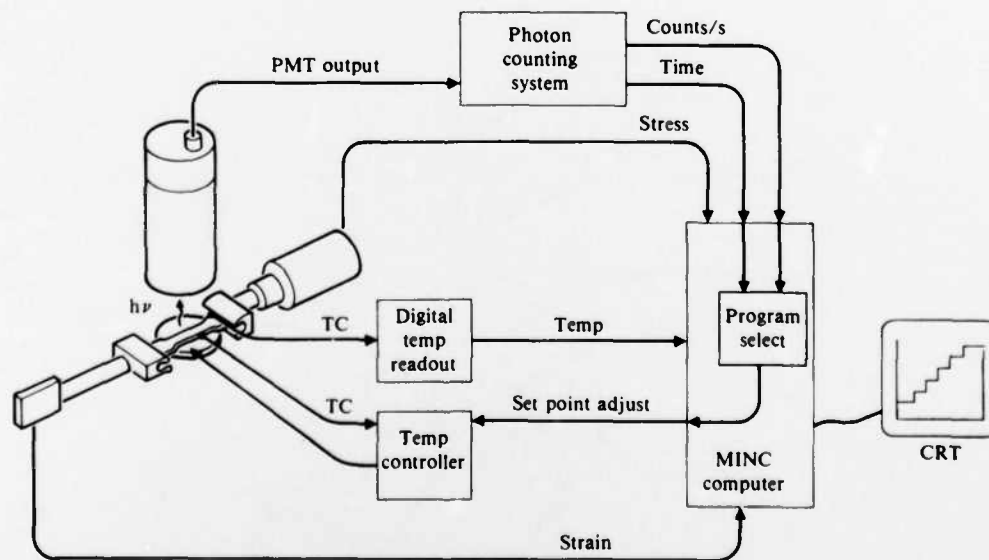 Photon
counting
system
Counts/s
Time
PMT output
Stress
hν
TC
Digital
temp
readout
Temp
Program
select
TC
Temp
controller
Set point adjust
MINC
computer
CRT
Strain